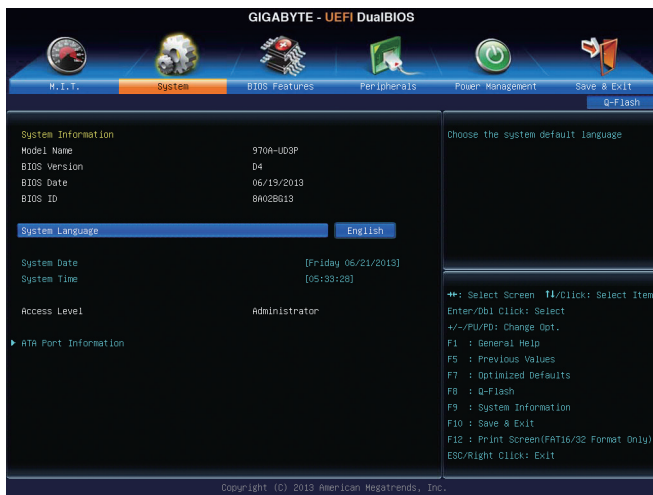 GIGABYTE - UEFI DualBIOS
M.I.T. System BIOS Features Peripherals Power Management Save & Exit
Q-Flash
System Information
Model Name 970A-UD3P
BIOS Version D4
BIOS Date 06/19/2013
BIOS ID 8A02BG13
System Language English
System Date [Friday 06/21/2013]
System Time [05:33:28]
Access Level Administrator
ATA Port Information
Choose the system default language
↔: Select Screen ↑↓/Click: Select Item
Enter/Dbl Click: Select
+/-/PU/PD: Change Opt.
F1 : General Help
F5 : Previous Values
F7 : Optimized Defaults
F8 : Q-Flash
F9 : System Information
F10 : Save & Exit
F12 : Print Screen(FAT16/32 Format Only)
ESC/Right Click: Exit
Copyright (C) 2013 American Megatrends, Inc.